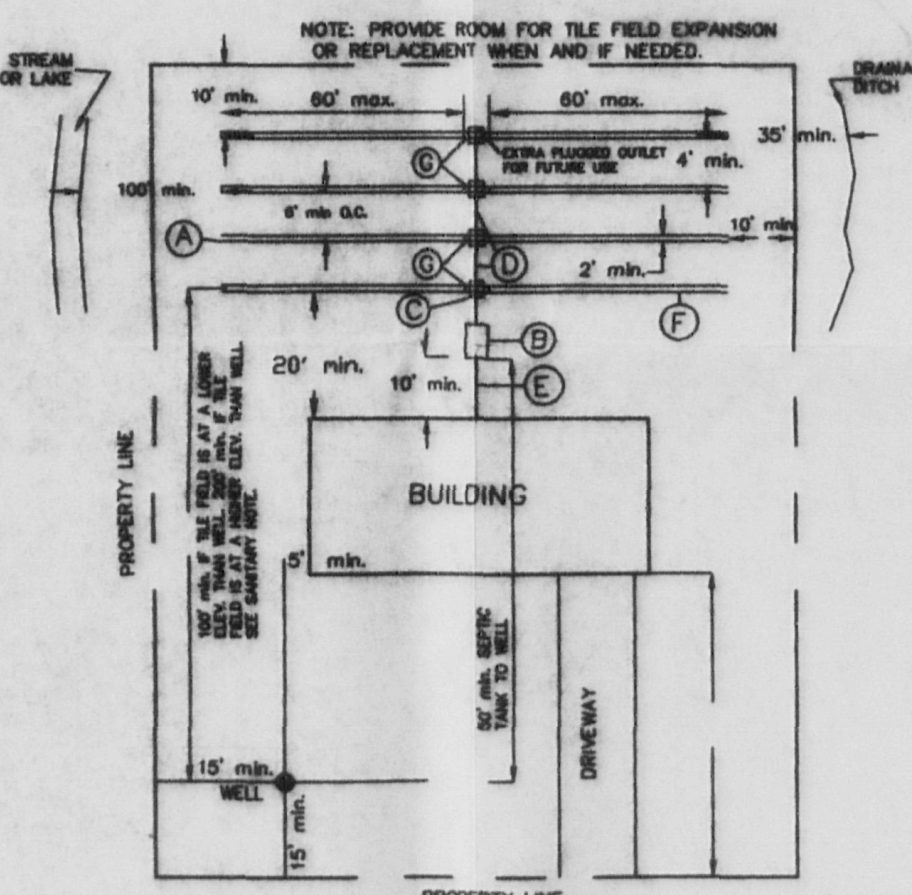 NOTE: PROVIDE ROOM FOR TILE FIELD EXPANSION
OR REPLACEMENT WHEN AND IF NEEDED.
STREAM
OR LAKE
DRAINA
DITCH
10' min.
60' max.
60' max.
35' min.
EXTRA PLUGGED OUTLET
FOR FUTURE USE
4' min.
G
100' min.
6' min O.C.
10' min
A
G
D
2' min.
C
F
B
20' min.
10' min.
E
100' min. IF TILE FIELD IS AT A LOWER
ELEV. THAN WELL. 200' min. IF TILE
FIELD IS AT A HIGHER ELEV. THAN WELL
SEE SANITARY NOTE.
PROPERTY LINE
BUILDING
5' min.
50' min. SEPTIC
TANK TO WELL
DRIVEWAY
15' min.
WELL
15' min.
PROPERTY LINE